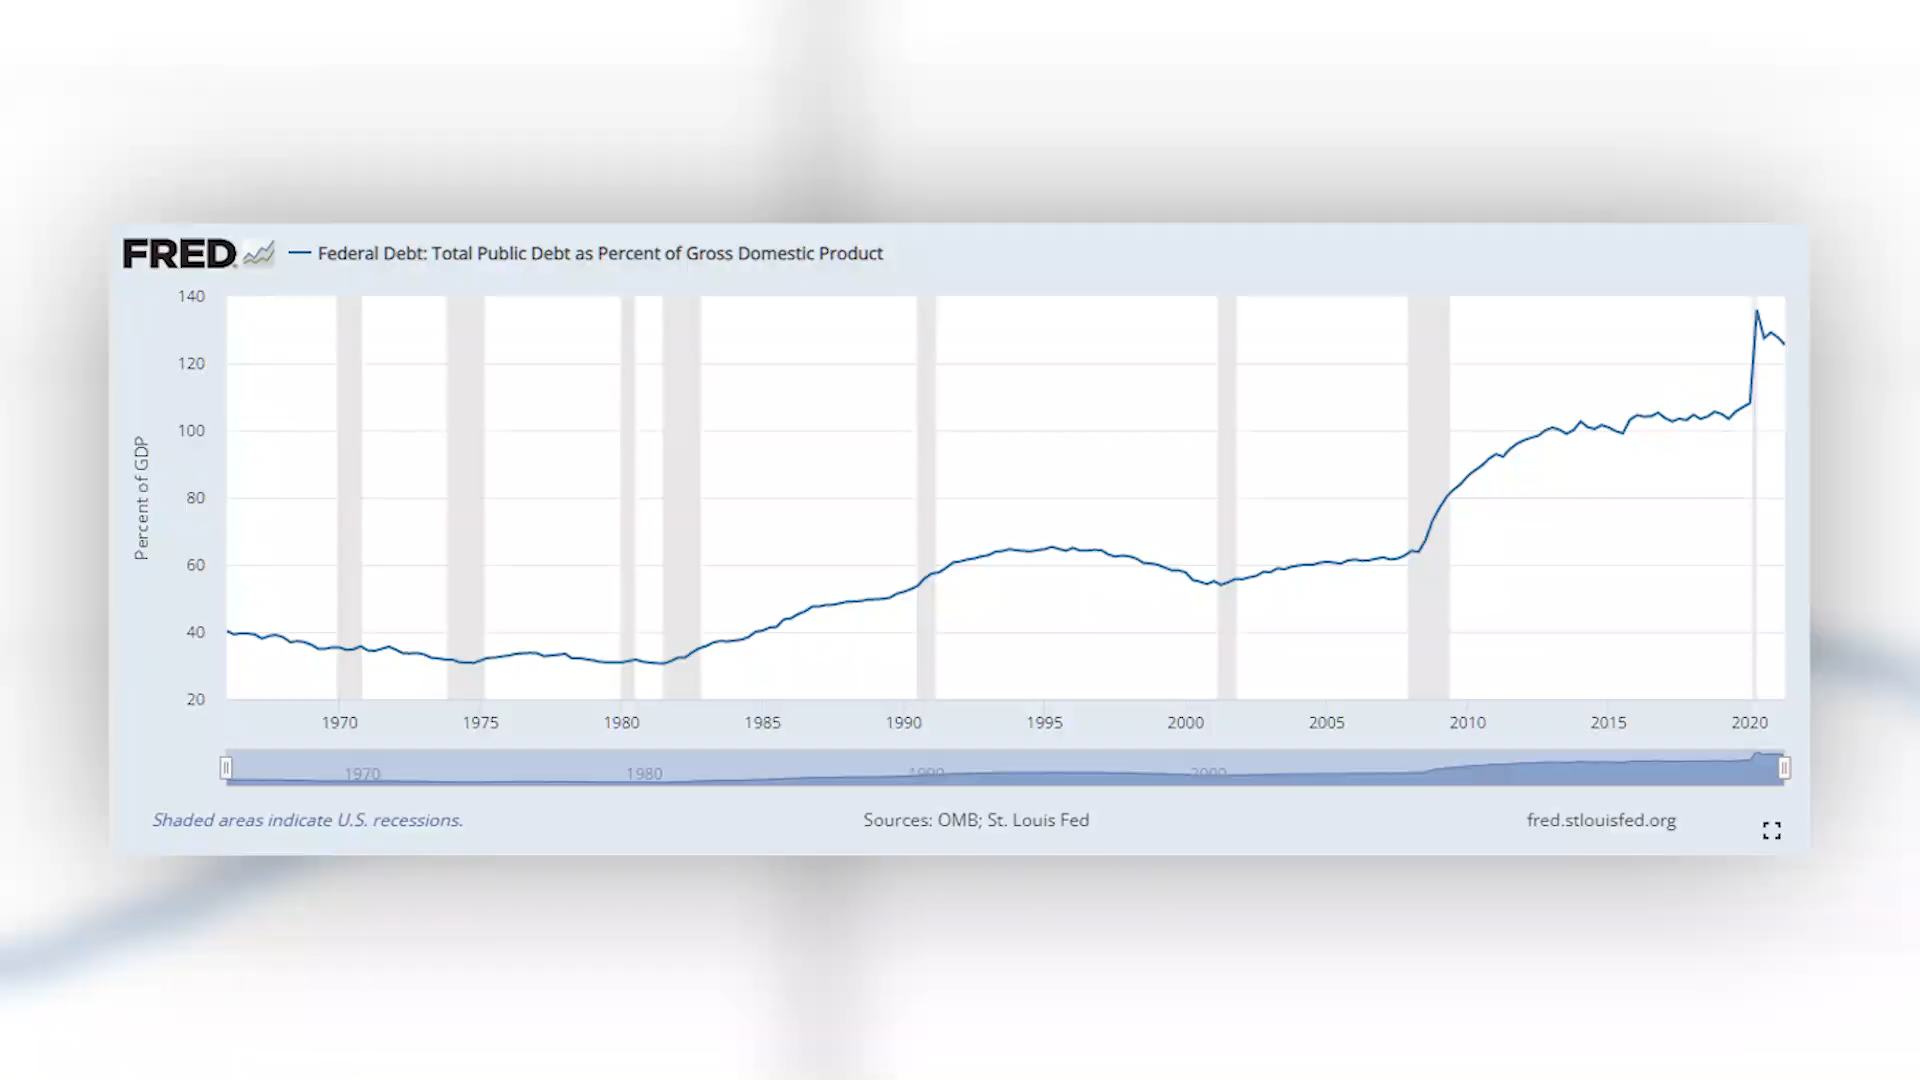 FRED
Federal Debt: Total Public Debt as Percent of Gross Domestic Product
Percent of GDP
140
120
100
80
60
40
20
1970 1975 1980 1985 1990 1995 2000 2005 2010 2015 2020
1970 1980 1990 2000
Shaded areas indicate U.S. recessions.
Sources: OMB; St. Louis Fed
fred.stlouisfed.org